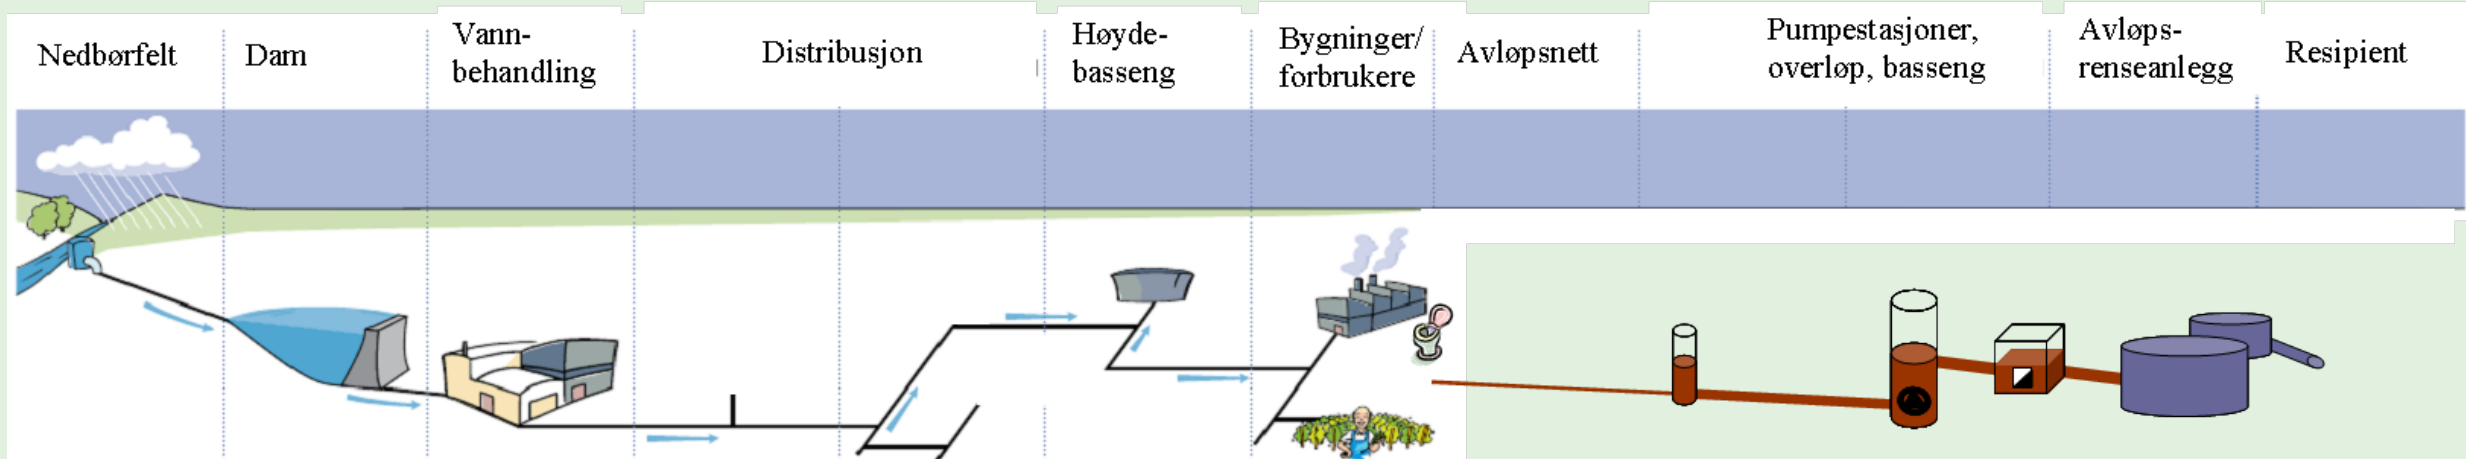 Nedbørfelt
Dam
Vann-
behandling
Distribusjon
Høyde-
basseng
Bygninger/
forbrukere
Avløpsnett
Pumpestasjoner,
overløp, basseng
Avløps-
renseanlegg
Resipient